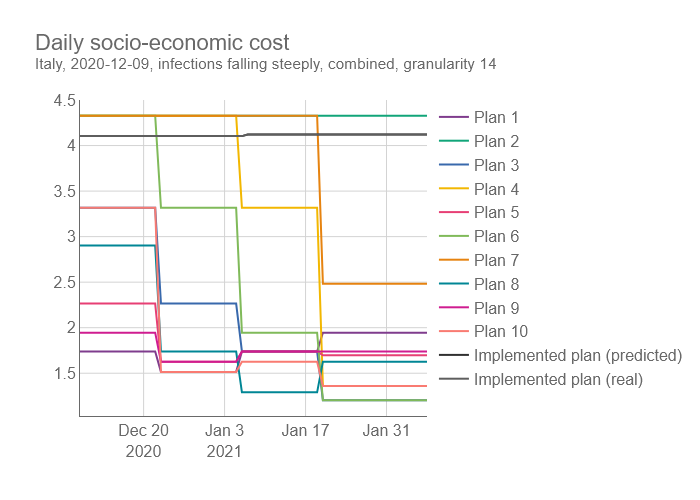 Daily socio-economic cost
Italy, 2020-12-09, infections falling steeply, combined, granularity 14
4.5
4
3.5
3
2.5
2
1.5
Dec 20
2020
Jan 3
2021
Jan 17
Jan 31
Plan 1
Plan 2
Plan 3
Plan 4
Plan 5
Plan 6
Plan 7
Plan 8
Plan 9
Plan 10
Implemented plan (predicted)
Implemented plan (real)